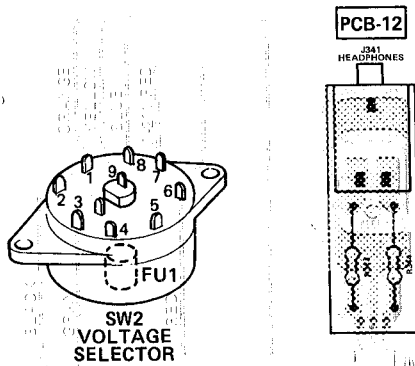 PCB-12
J341
HEADPHONES
1
2
3
4
5
6
7
8
9
FU1
SW2
VOLTAGE
SELECTOR